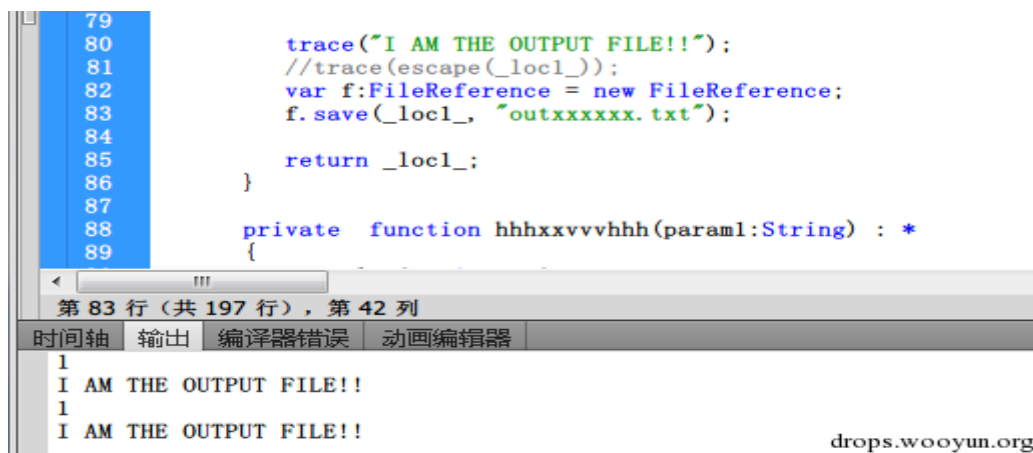 79
80 trace("I AM THE OUTPUT FILE!!");
81 //trace(escape(_loc1_));
82 var f:FileReference = new FileReference;
83 f.save(_loc1_, "outxxxxxx.txt");
84
85 return _loc1_;
86 }
87
88 private function hhhxxvvvhhh(param1:String) : *
89 {
第 83 行（共 197 行），第 42 列
时间轴 输出 编译器错误 动画编辑器
1
I AM THE OUTPUT FILE!!
1
I AM THE OUTPUT FILE!!
drops.wooyun.org